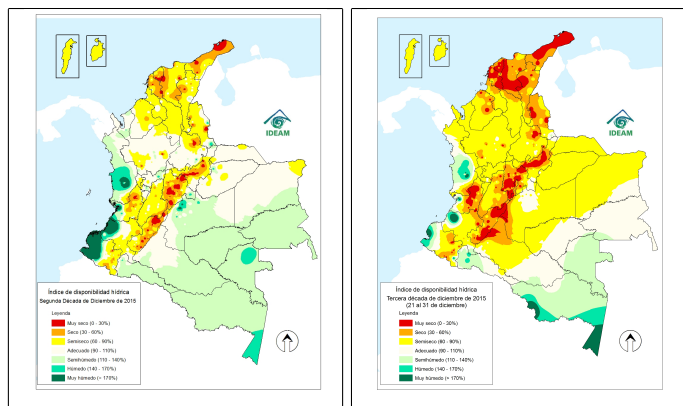 IDEAM
Índice de disponibilidad hídrica
Segunda Década de Diciembre de 2015
Leyenda
Muy seco (0 - 30%)
Seco (30 - 60%)
Semiseco (60 - 90%)
Adecuado (90 - 110%)
Semihúmedo (110 - 140%)
Húmedo (140 - 170%)
Muy húmedo (> 170%)
IDEAM
Índice de disponibilidad hídrica
Tercera década de diciembre de 2015
(21 al 31 de diciembre)
Leyenda
Muy seco (0 - 30%)
Seco (30 - 60%)
Semiseco (60 - 90%)
Adecuado (90 - 110%)
Semihúmedo (110 - 140%)
Húmedo (140 - 170%)
Muy húmedo (> 170%)